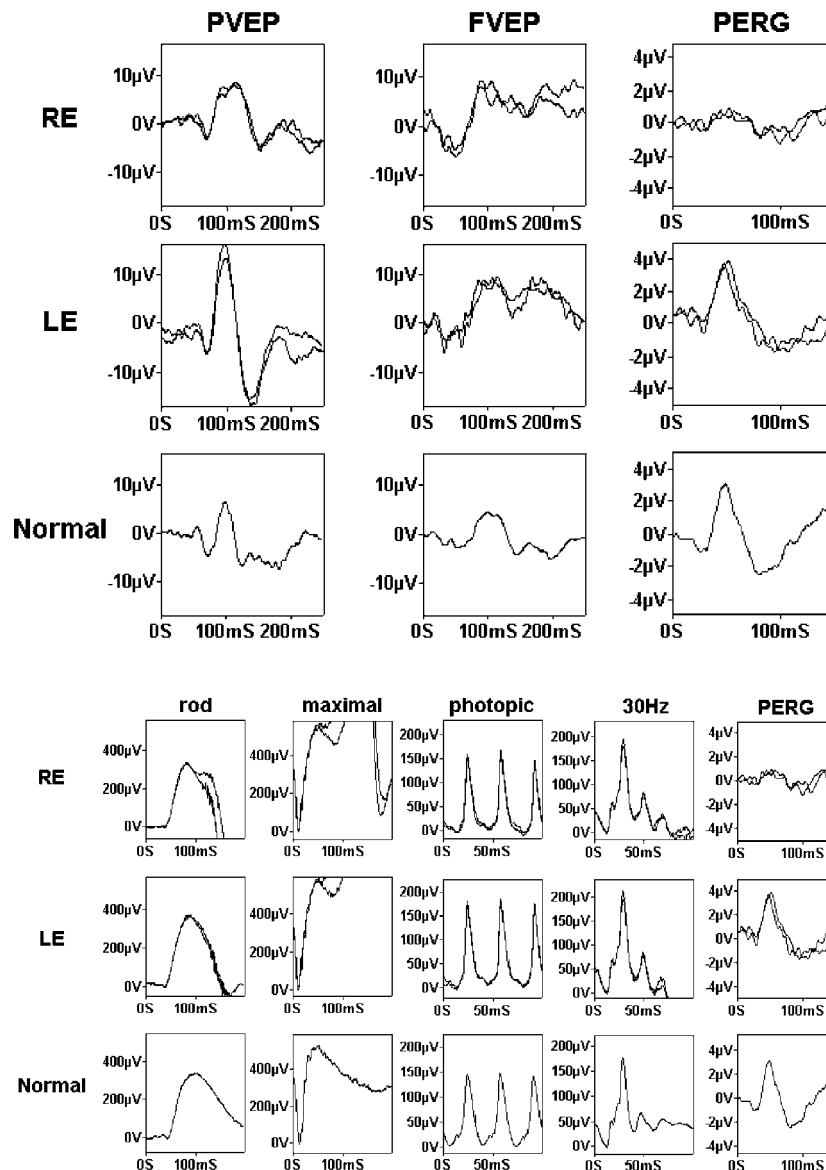 PVEP FVEP PERG
RE
10µV 0V -10µV 10µV 0V -10µV 4µV 2µV 0V -2µV -4µV
0S 100mS 200mS 0S 100mS 200mS 0S 100mS
LE
10µV 0V -10µV 10µV 0V -10µV 4µV 2µV 0V -2µV -4µV
0S 100mS 200mS 0S 100mS 200mS 0S 100mS
Normal
10µV 0V -10µV 10µV 0V -10µV 4µV 2µV 0V -2µV -4µV
0S 100mS 200mS 0S 100mS 200mS 0S 100mS
rod maximal photopic 30Hz PERG
RE
400µV 200µV 0V 400µV 200µV 0V 200µV 150µV 100µV 50µV 0V 200µV 150µV 100µV 50µV 0V 4µV 2µV 0V -2µV -4µV
0S 100mS 0S 100mS 0S 50mS 0S 50mS 0S 100mS
LE
400µV 200µV 0V 400µV 200µV 0V 200µV 150µV 100µV 50µV 0V 200µV 150µV 100µV 50µV 0V 4µV 2µV 0V -2µV -4µV
0S 100mS 0S 100mS 0S 50mS 0S 50mS 0S 100mS
Normal
400µV 200µV 0V 400µV 200µV 0V 200µV 150µV 100µV 50µV 0V 200µV 150µV 100µV 50µV 0V 4µV 2µV 0V -2µV -4µV
0S 100mS 0S 100mS 0S 50mS 0S 50mS 0S 100mS